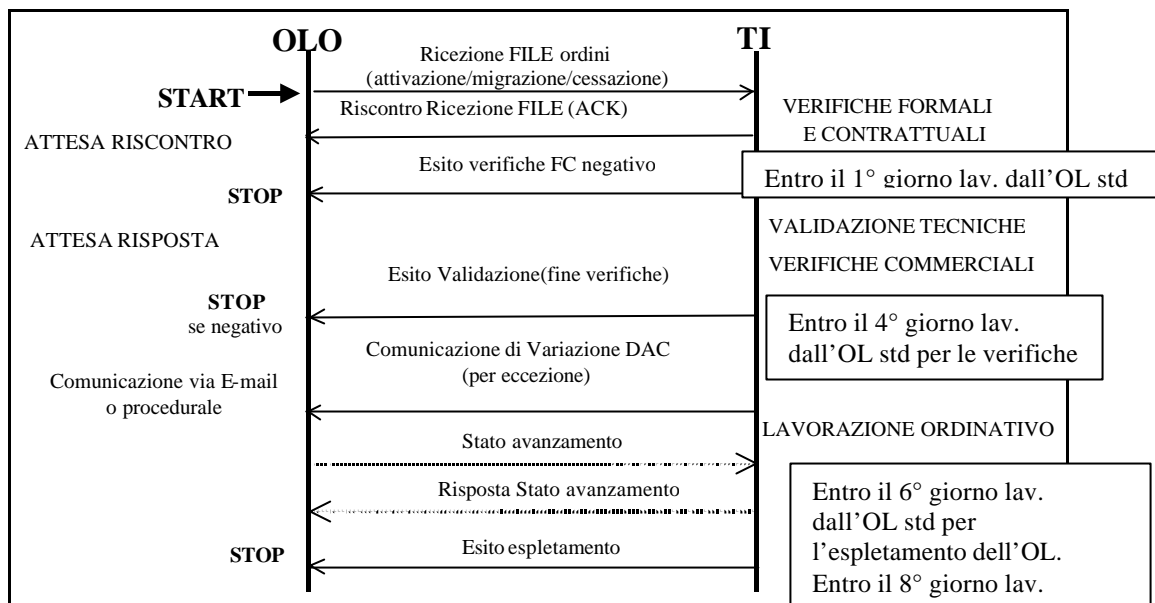 OLO
TI
Ricezione FILE ordini
(attivazione/migrazione/cessazione)
START
Riscontro Ricezione FILE (ACK)
VERIFICHE FORMALI
E CONTRATTUALI
ATTESA RISCONTRO
Esito verifiche FC negativo
Entro il 1° giorno lav. dall'OL std
STOP
ATTESA RISPOSTA
VALIDAZIONE TECNICHE
VERIFICHE COMMERCIALI
Esito Validazione(fine verifiche)
STOP
se negativo
Entro il 4° giorno lav.
dall'OL std per le verifiche
Comunicazione di Variazione DAC
(per eccezione)
Comunicazione via E-mail
o procedurale
LAVORAZIONE ORDINATIVO
Stato avanzamento
Risposta Stato avanzamento
Entro il 6° giorno lav.
dall'OL std per
l'espletamento dell'OL.
Entro il 8° giorno lav.
STOP
Esito espletamento